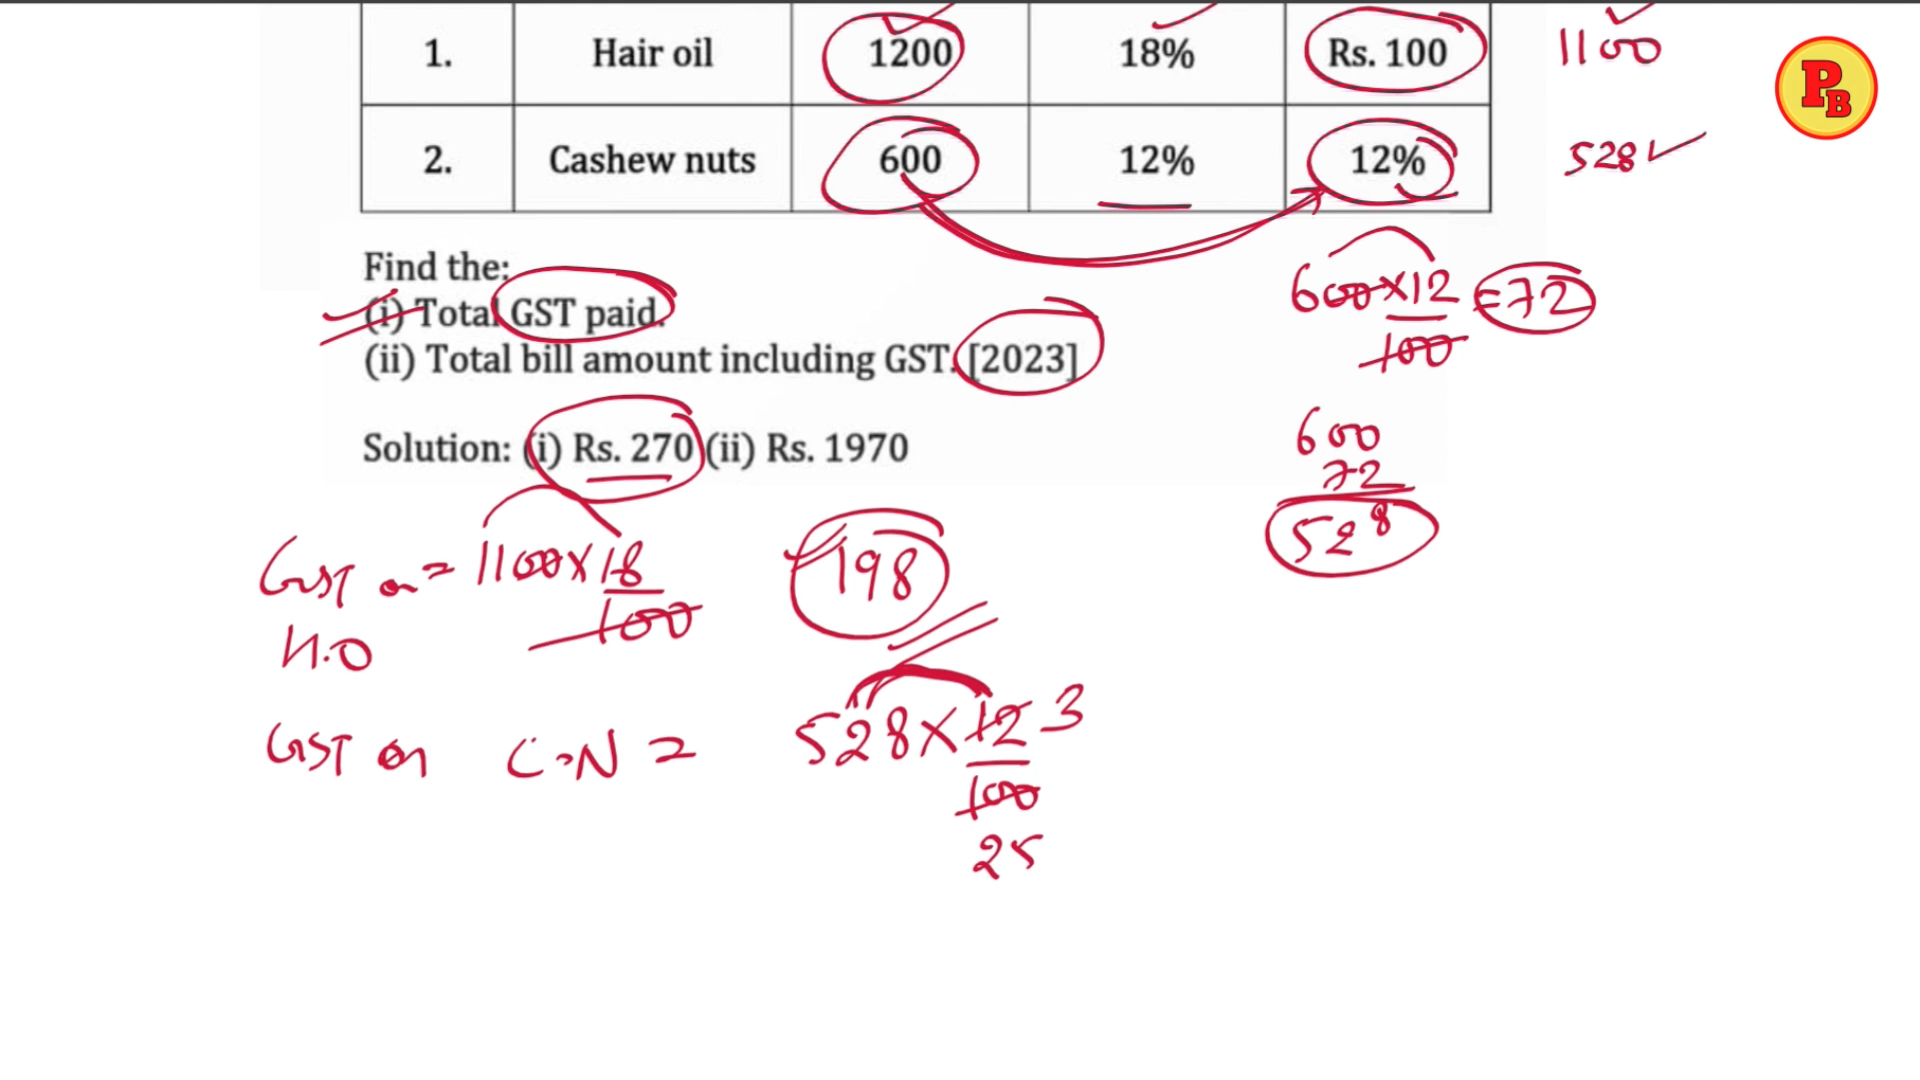 1. Hair oil 1200 18% Rs. 100 1100
2. Cashew nuts 600 12% 12% 528
PB
Find the:
(i) Total GST paid.
(ii) Total bill amount including GST. [2023]
600×12 =72
100
Solution: (i) Rs. 270 (ii) Rs. 1970
600
72
528
GST on = 1100×18
100
198
H.O
GST on C.N = 528×12 3
100
25